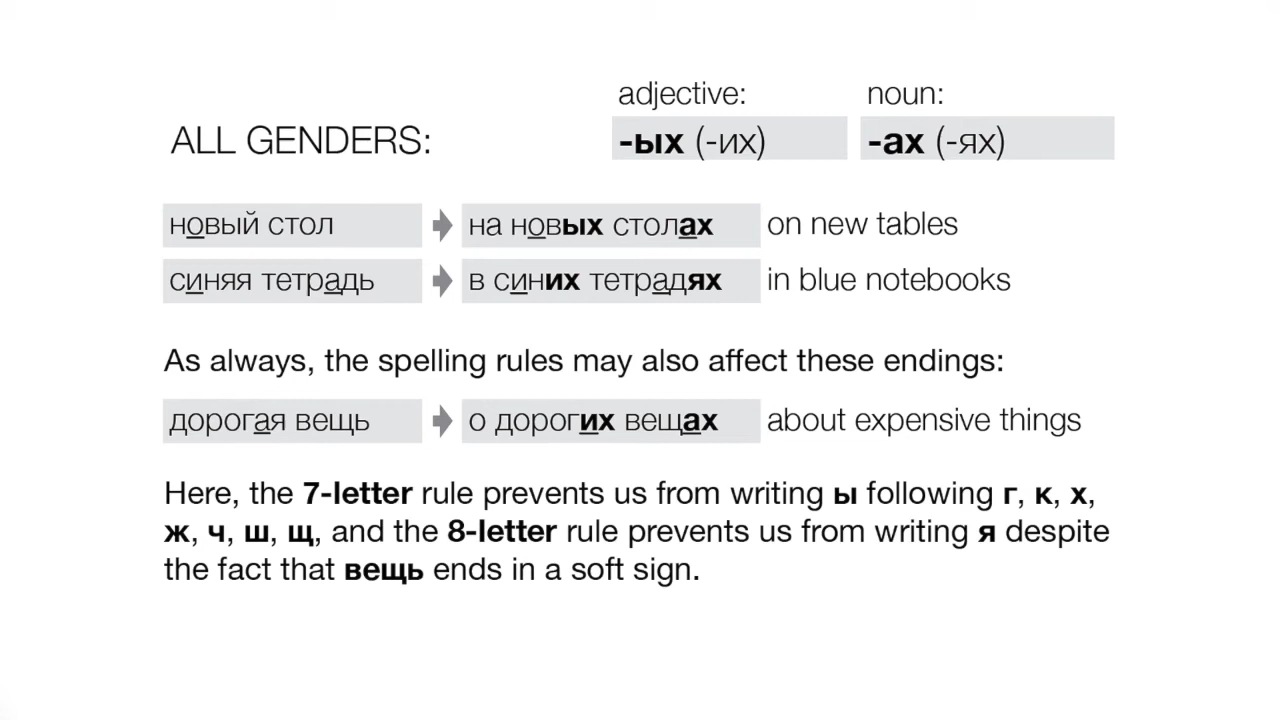 adjective: noun:
ALL GENDERS: -ых (-их) -ах (-ях)
новый стол на новых столах on new tables
синяя тетрадь в синих тетрадях in blue notebooks
As always, the spelling rules may also affect these endings:
дорогая вещь о дорогих вещах about expensive things
Here, the 7-letter rule prevents us from writing ы following г, к, х,
ж, ч, ш, щ, and the 8-letter rule prevents us from writing я despite
the fact that вещь ends in a soft sign.